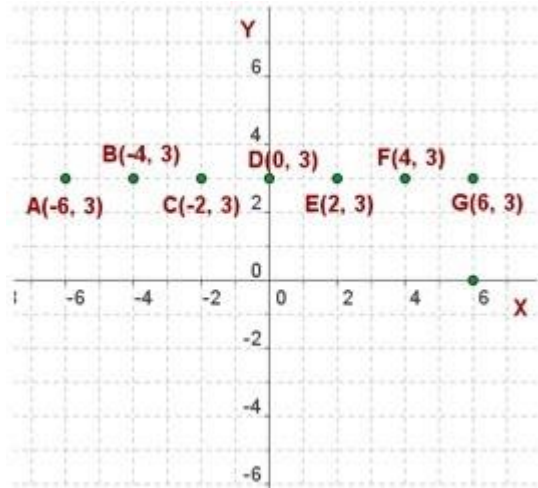 Y
6
B(-4, 3)
4
D(0, 3)
F(4, 3)
A(-6, 3)
C(-2, 3)
2
E(2, 3)
G(6, 3)
0
-6
-4
-2
0
2
4
6
X
-2
-4
-6